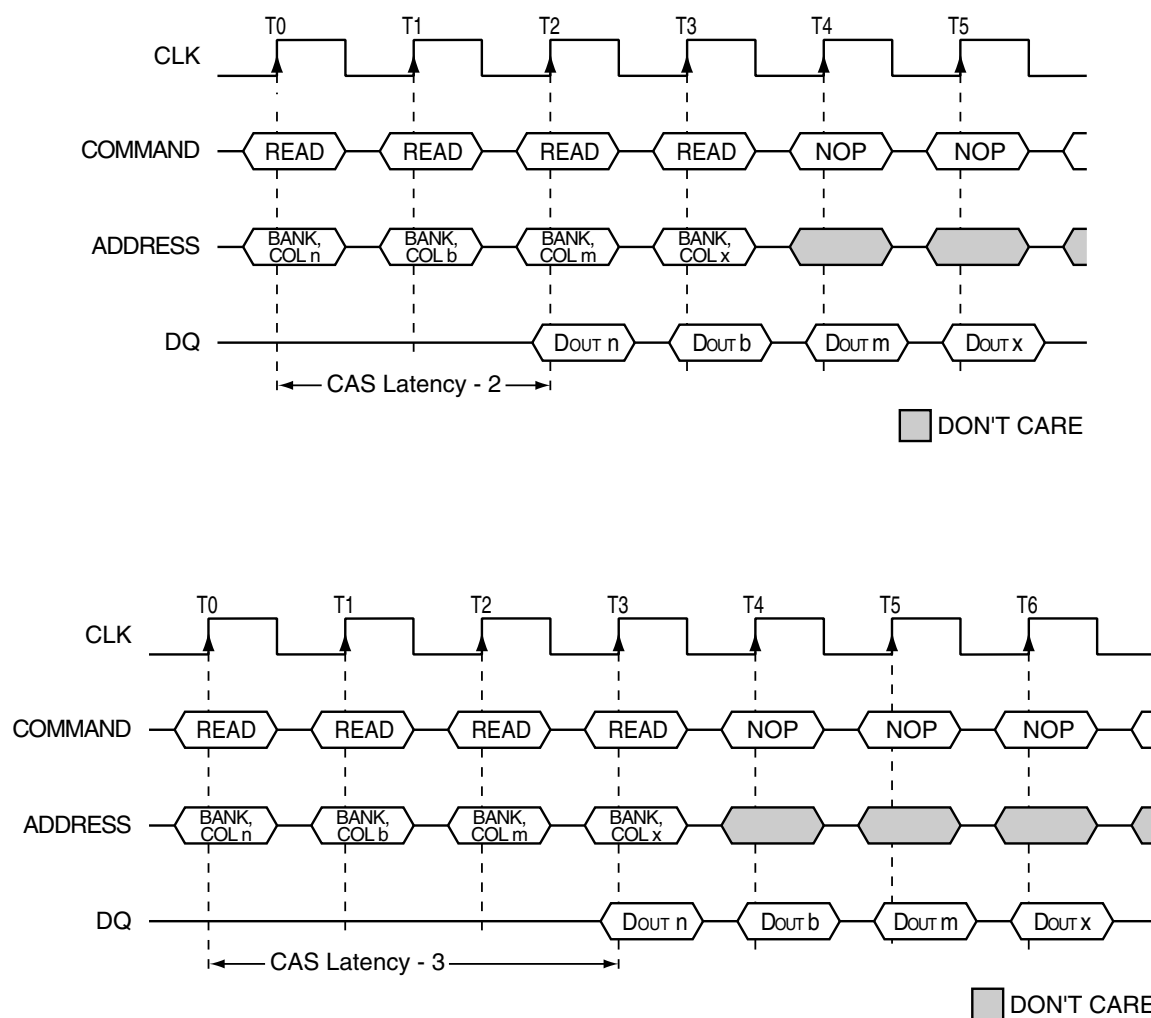 T0 T1 T2 T3 T4 T5
CLK
COMMAND READ READ READ READ NOP NOP
ADDRESS BANK, COL n BANK, COL b BANK, COL m BANK, COL x
DQ DOUT n DOUT b DOUT m DOUT x
CAS Latency - 2
DON'T CARE
T0 T1 T2 T3 T4 T5 T6
CLK
COMMAND READ READ READ READ NOP NOP NOP
ADDRESS BANK, COL n BANK, COL b BANK, COL m BANK, COL x
DQ DOUT n DOUT b DOUT m DOUT x
CAS Latency - 3
DON'T CARE